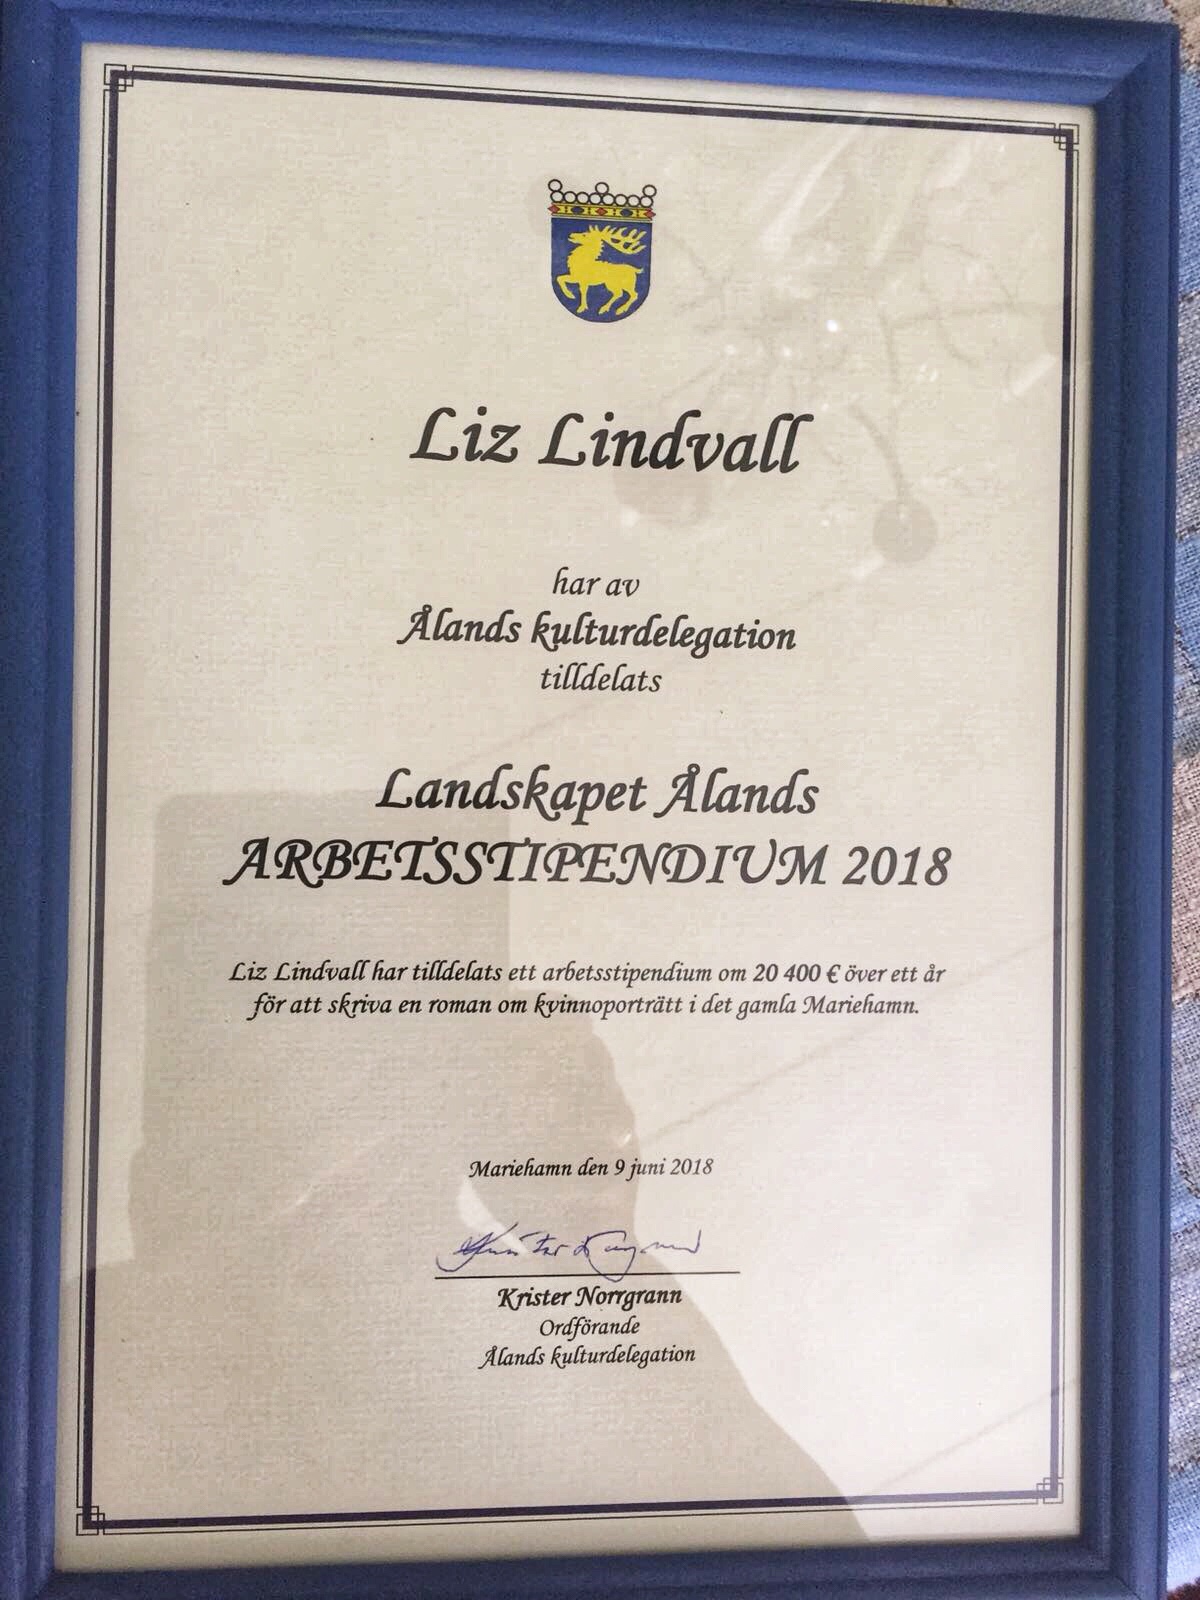 Liz Lindvall
har av
Ålands kulturdelegation
tilldelats
Landskapet Ålands
ARBETSSTIPENDIUM 2018
Liz Lindvall har tilldelats ett arbetsstipendium om 20 400 € över ett år
för att skriva en roman om kvinnoporträtt i det gamla Mariehamn.
Mariehamn den 9 juni 2018
Krister Norrgrann
Ordförande
Ålands kulturdelegation